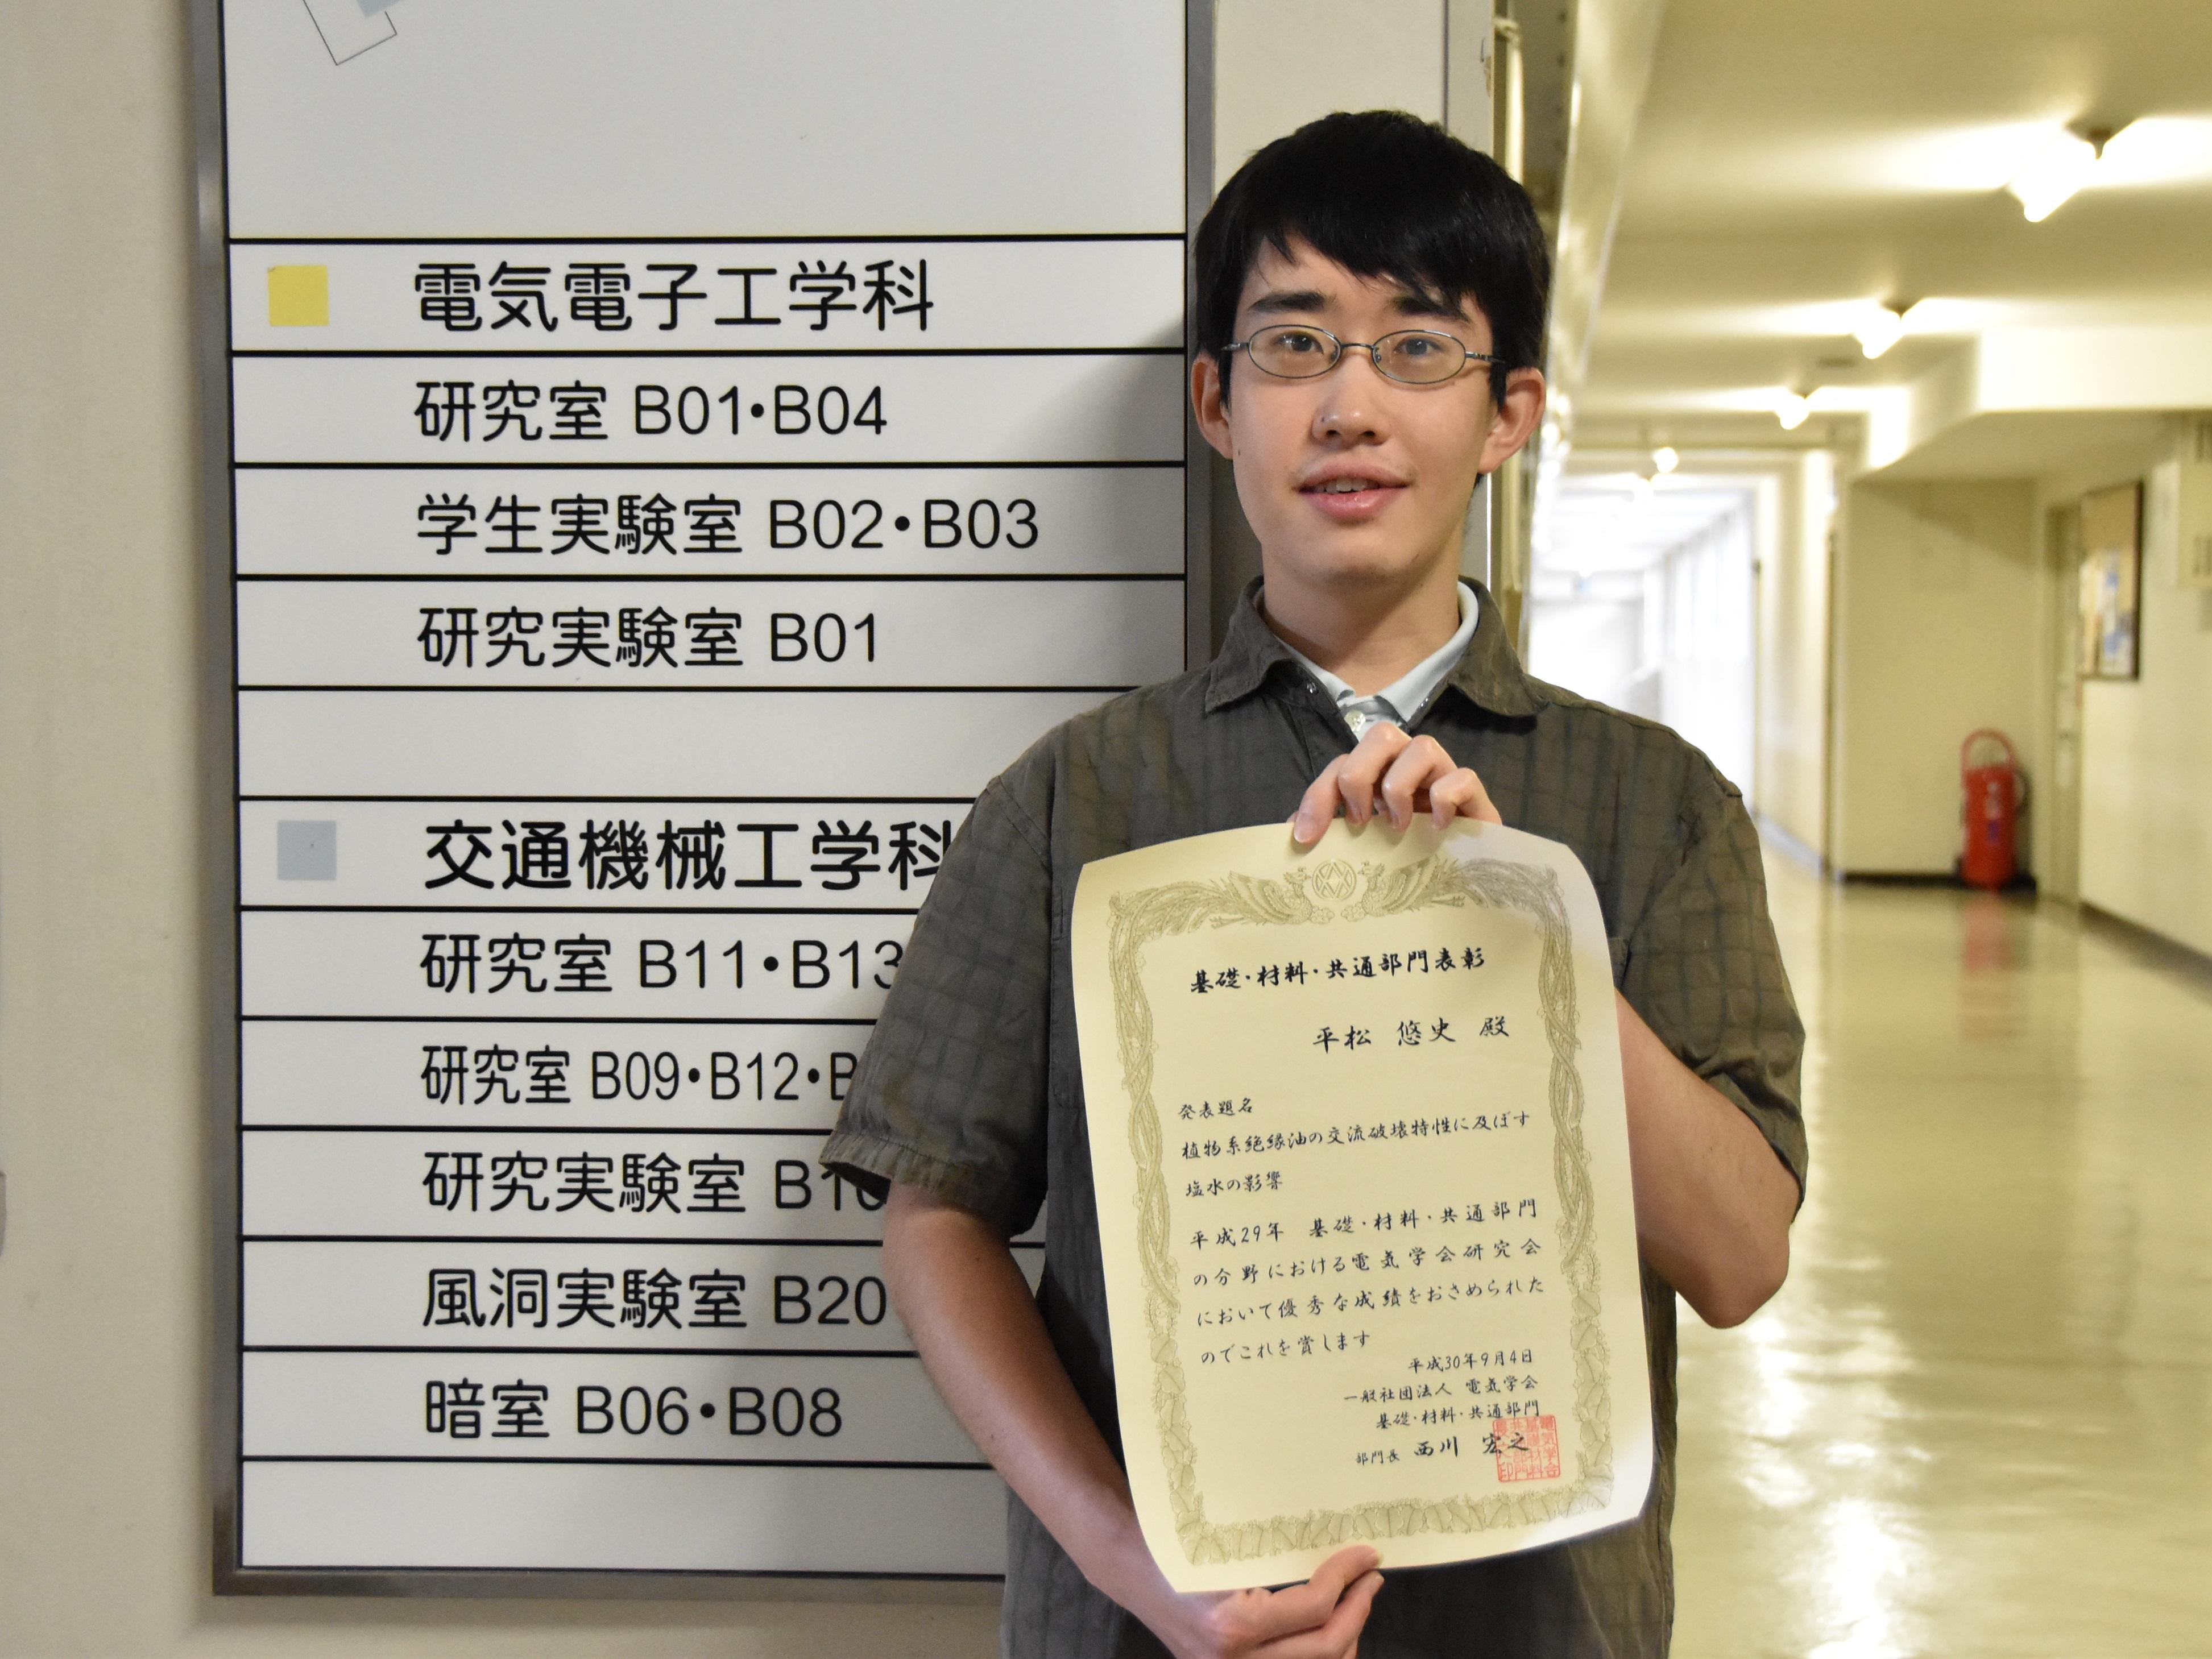 電気電子工学科
研究室 B01・B04
学生実験室 B02・B03
研究実験室 B01
交通機械工学科
研究室 B11・B13
研究室 B09・B12・B
研究実験室 B10
風洞実験室 B20
暗室 B06・B08
基礎・材料・共通部門表彰
平松 悠史 殿
発表題名
植物系絶縁油の交流破壊特性に及ぼす
塩水の影響
平成29年 基礎・材料・共通部門
の分野における電気学会研究会
において優秀な成績をおさめられた
のでこれを賞します
平成30年9月4日
一般社団法人 電気学会
基礎・材料・共通部門
部門長 西川 宏之